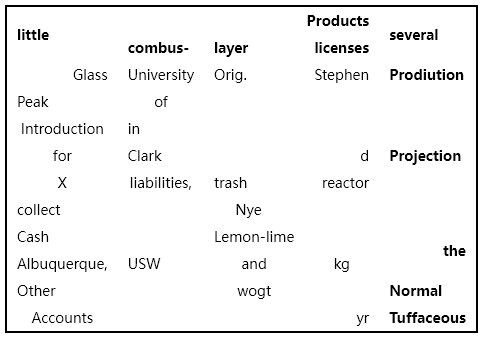 little combus- layer Products licenses several
Glass University Orig. Stephen Prodiution
Peak of
Introduction in
for Clark d Projection
X liabilities, trash reactor
collect Nye
Cash Lemon-lime
Albuquerque, USW and kg the
Other wogt Normal
Accounts yr Tuffaceous